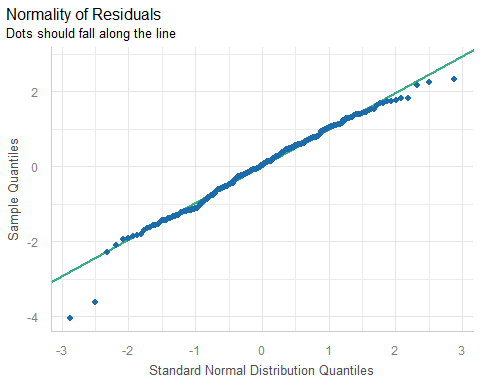 Normality of Residuals
Dots should fall along the line
2
0
-2
-4
Sample Quantiles
-3 -2 -1 0 1 2 3
Standard Normal Distribution Quantiles